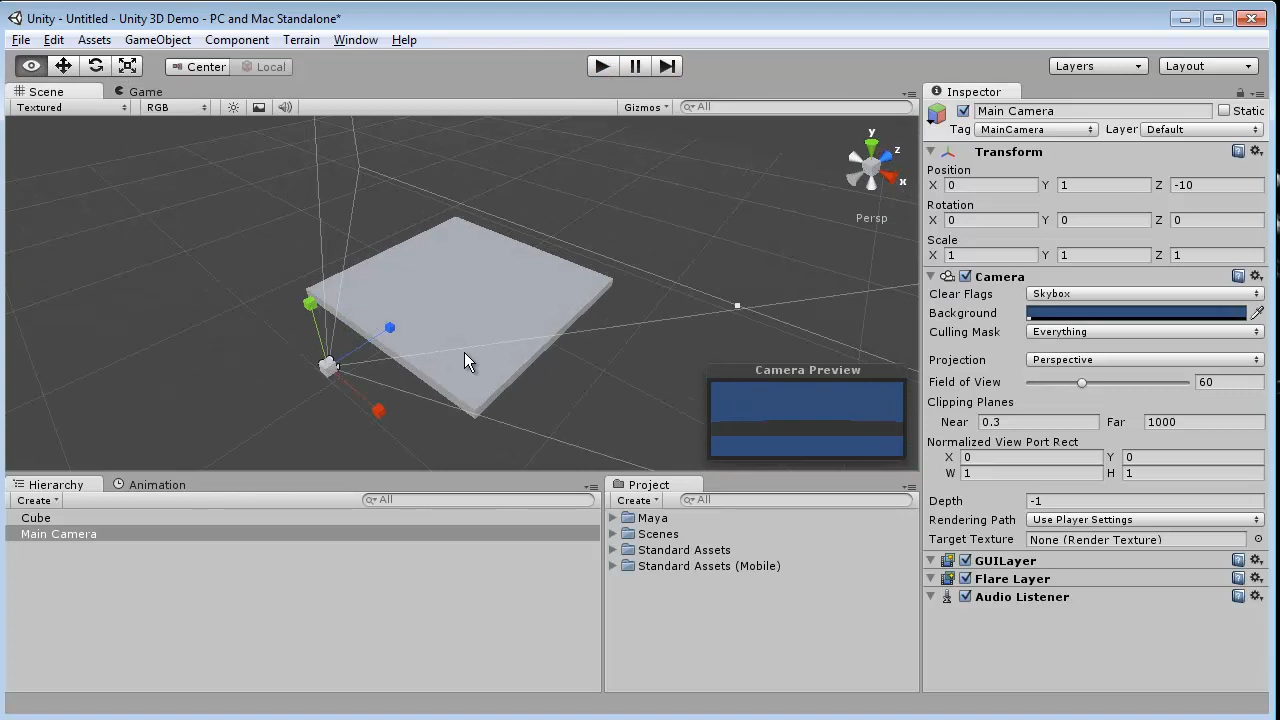 Unity - Untitled - Unity 3D Demo - PC and Mac Standalone*
File Edit Assets GameObject Component Terrain Window Help
Center Local Layers Layout
Scene Game Inspector
Textured RGB Gizmos All
Main Camera Static
Tag MainCamera Layer Default
Transform
Position
X 0 Y 1 Z -10
Rotation
X 0 Y 0 Z 0
Scale
X 1 Y 1 Z 1
y
z
x
Persp
Camera
Clear Flags Skybox
Background
Culling Mask Everything
Projection Perspective
Field of View 60
Clipping Planes
Near 0.3 Far 1000
Normalized View Port Rect
X 0 Y 0
W 1 H 1
Depth -1
Rendering Path Use Player Settings
Target Texture None (Render Texture)
GUILayer
Flare Layer
Audio Listener
Camera Preview
Hierarchy Animation
Create All
Cube
Main Camera
Project
Create All
Maya
Scenes
Standard Assets
Standard Assets (Mobile)